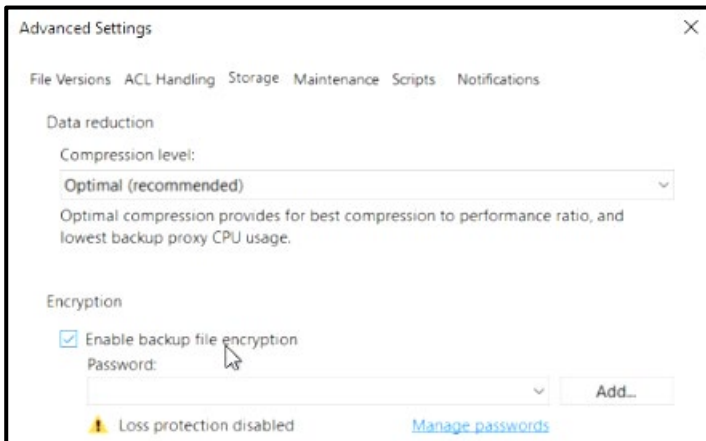 Advanced Settings
File Versions ACL Handling Storage Maintenance Scripts Notifications
Data reduction
Compression level:
Optimal (recommended)
Optimal compression provides for best compression to performance ratio, and
lowest backup proxy CPU usage.
Encryption
Enable backup file encryption
Password:
Add...
Loss protection disabled Manage passwords